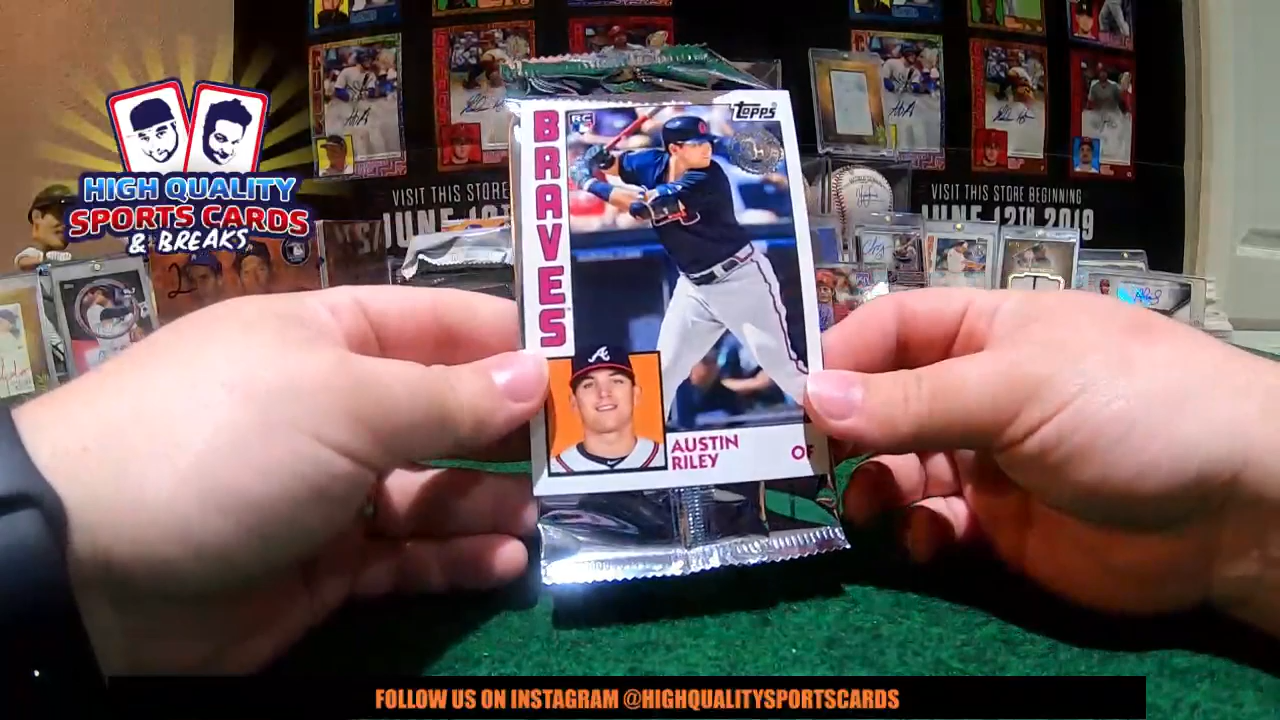 HIGH QUALITY
SPORTS CARDS
& BREAKS
BRAVES
RC
Topps
A
AUSTIN
RILEY
OF
VISIT THIS STORE
VISIT THIS STORE BEGINNING
JUNE 12TH 2019
FOLLOW US ON INSTAGRAM @HIGHQUALITYSPORTSCARDS